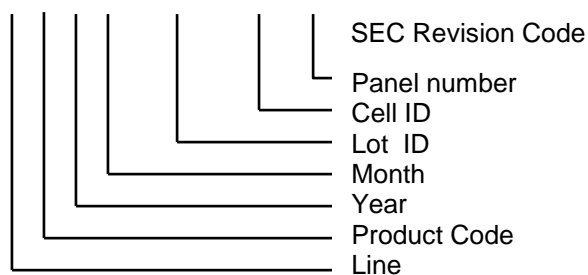 SEC Revision Code
Panel number
Cell ID
Lot ID
Month
Year
Product Code
Line